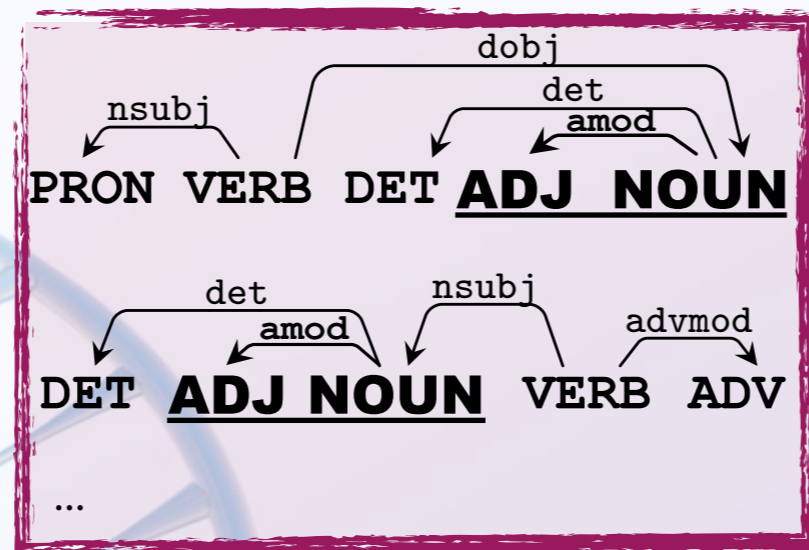 dobj
det
nsubj
amod
PRON VERB DET ADJ NOUN
det nsubj
amod advmod
DET ADJ NOUN VERB ADV
...